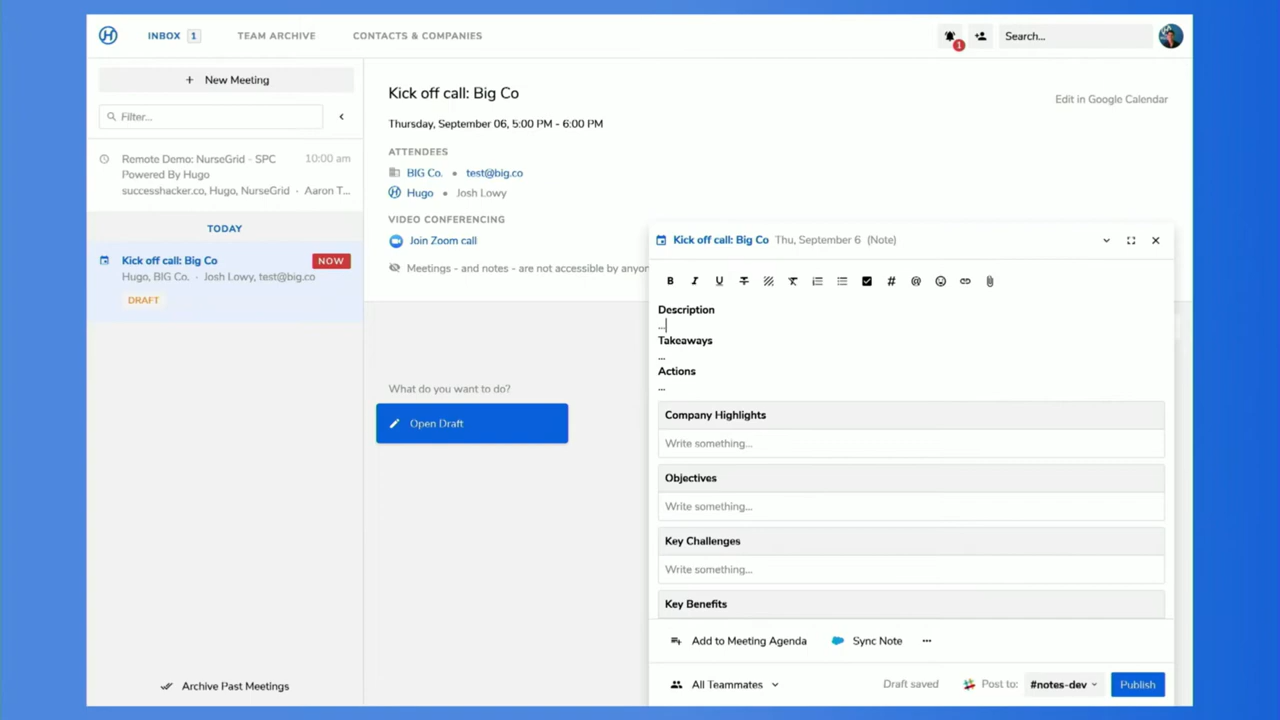 INBOX 1 TEAM ARCHIVE CONTACTS & COMPANIES
1 Search...
+ New Meeting
Filter...
Remote Demo: NurseGrid - SPC 10:00 am
Powered By Hugo
successhacker.co, Hugo, NurseGrid · Aaron T...
TODAY
Kick off call: Big Co NOW
Hugo, BIG Co. · Josh Lowy, test@big.co
DRAFT
Archive Past Meetings
Kick off call: Big Co
Edit in Google Calendar
Thursday, September 06, 5:00 PM - 6:00 PM
ATTENDEES
BIG Co. • test@big.co
Hugo • Josh Lowy
VIDEO CONFERENCING
Join Zoom call
Meetings - and notes - are not accessible by anyon
What do you want to do?
Open Draft
Kick off call: Big Co Thu, September 6 (Note)
B I U T # @
Description
...
Takeaways
...
Actions
...
Company Highlights
Write something...
Objectives
Write something...
Key Challenges
Write something...
Key Benefits
Add to Meeting Agenda Sync Note ...
All Teammates Draft saved Post to: #notes-dev Publish